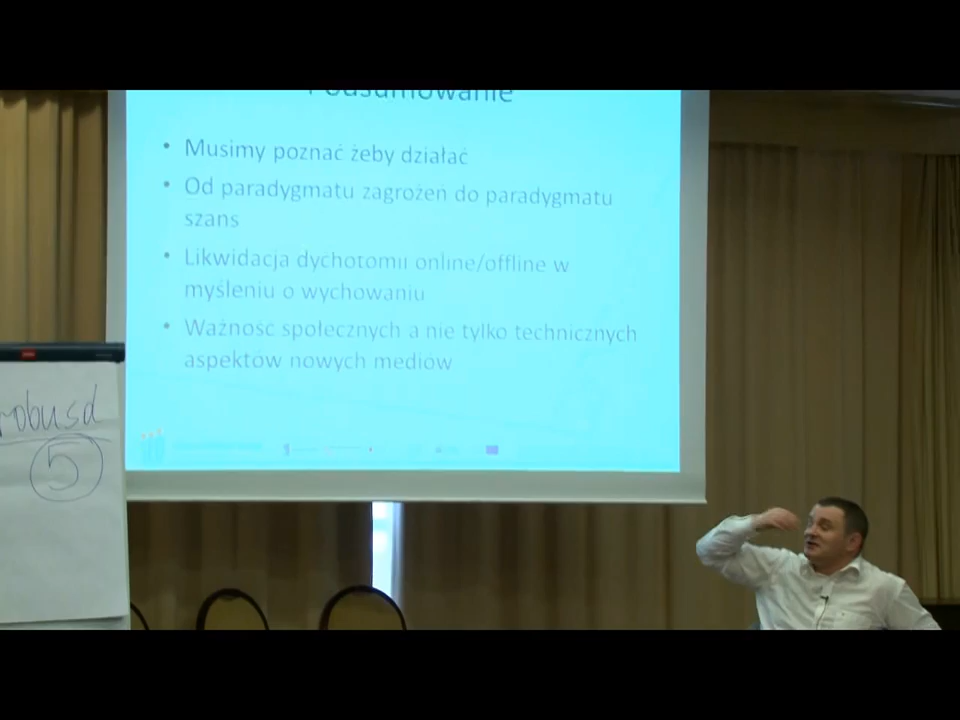 Podsumowanie
• Musimy poznać żeby działać
• Od paradygmatu zagrożeń do paradygmatu
szans
• Likwidacja dychotomii online/offline w
myśleniu o wychowaniu
• Ważność społecznych a nie tylko technicznych
aspektów nowych mediów
robusd
5